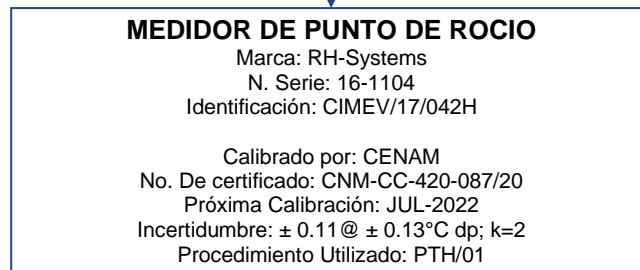 MEDIDOR DE PUNTO DE ROCIO
Marca: RH-Systems
N. Serie: 16-1104
Identificación: CIMEV/17/042H
Calibrado por: CENAM
No. De certificado: CNM-CC-420-087/20
Próxima Calibración: JUL-2022
Incertidumbre: ± 0.11@ ± 0.13°C dp; k=2
Procedimiento Utilizado: PTH/01